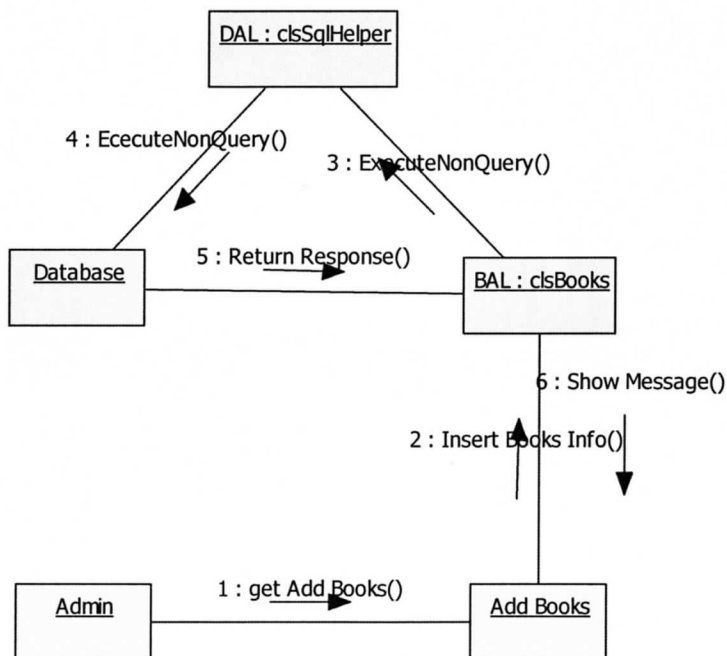 DAL : clsSqlHelper
4 : EcecuteNonQuery()
3 : ExecuteNonQuery()
Database
5 : Return Response()
BAL : clsBooks
6 : Show Message()
2 : Insert Books Info()
Admin
1 : get Add Books()
Add Books